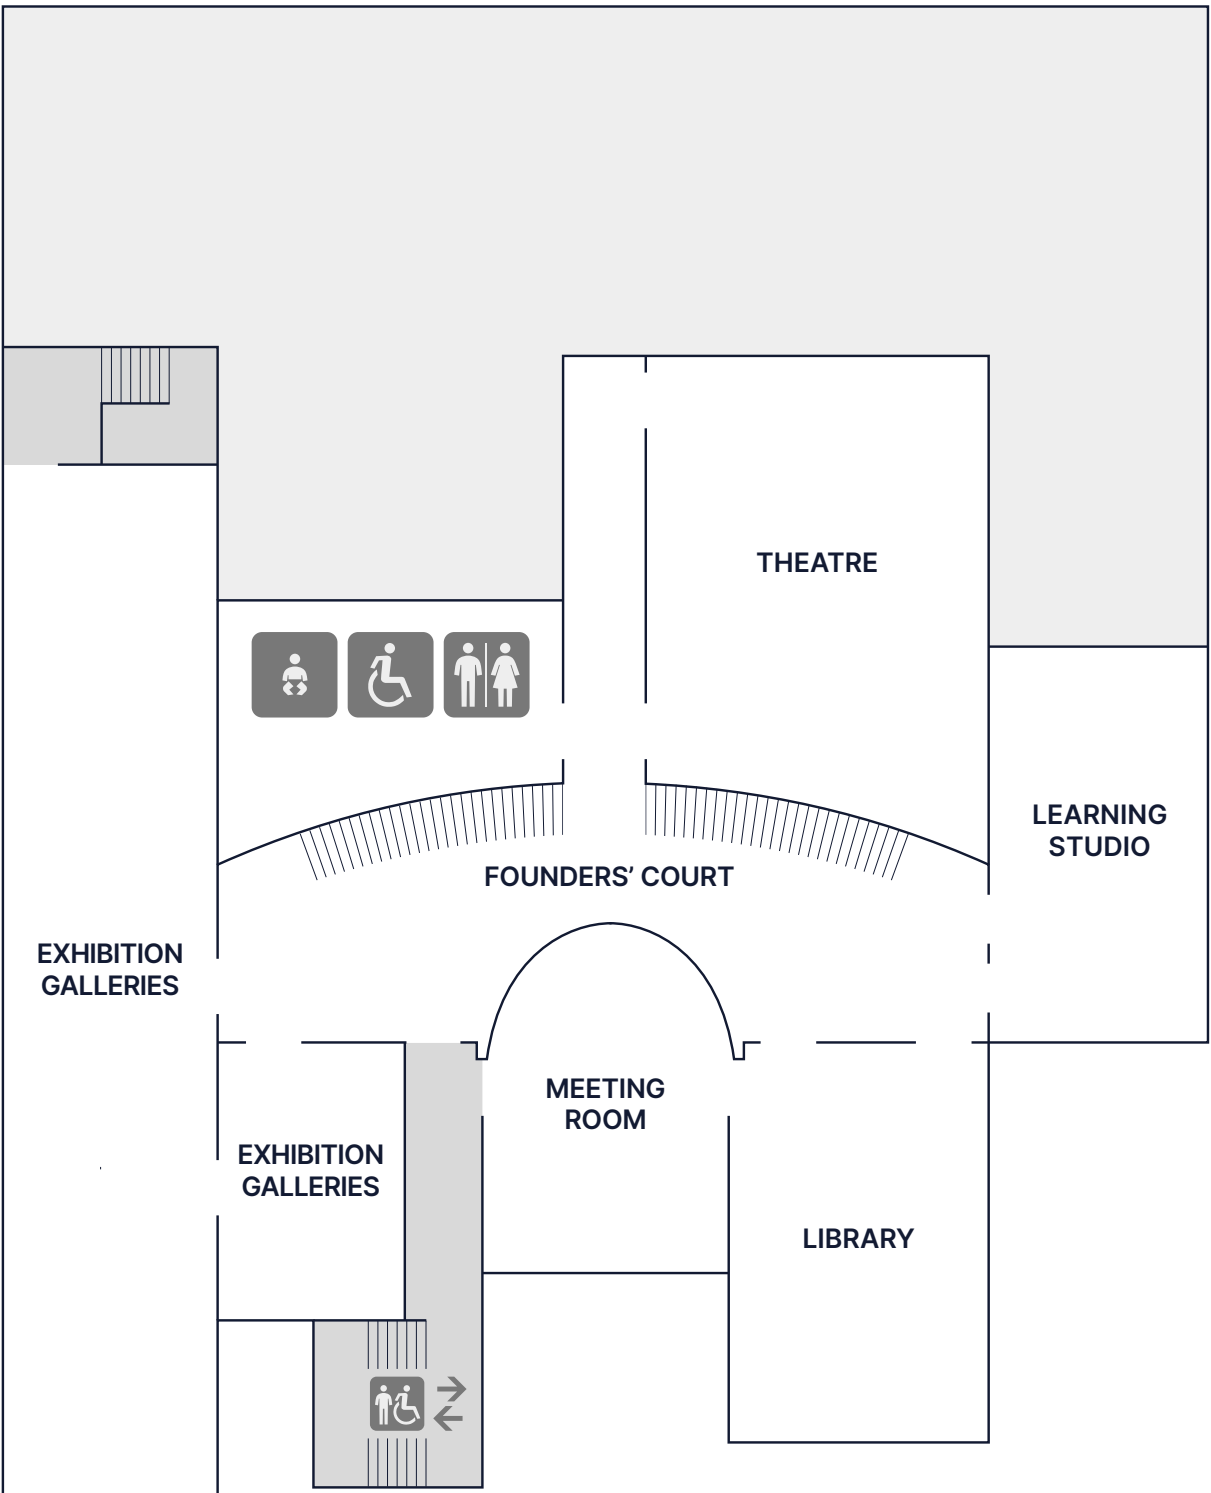 THEATRE
LEARNING
STUDIO
FOUNDERS’ COURT
EXHIBITION
GALLERIES
MEETING
ROOM
EXHIBITION
GALLERIES
LIBRARY